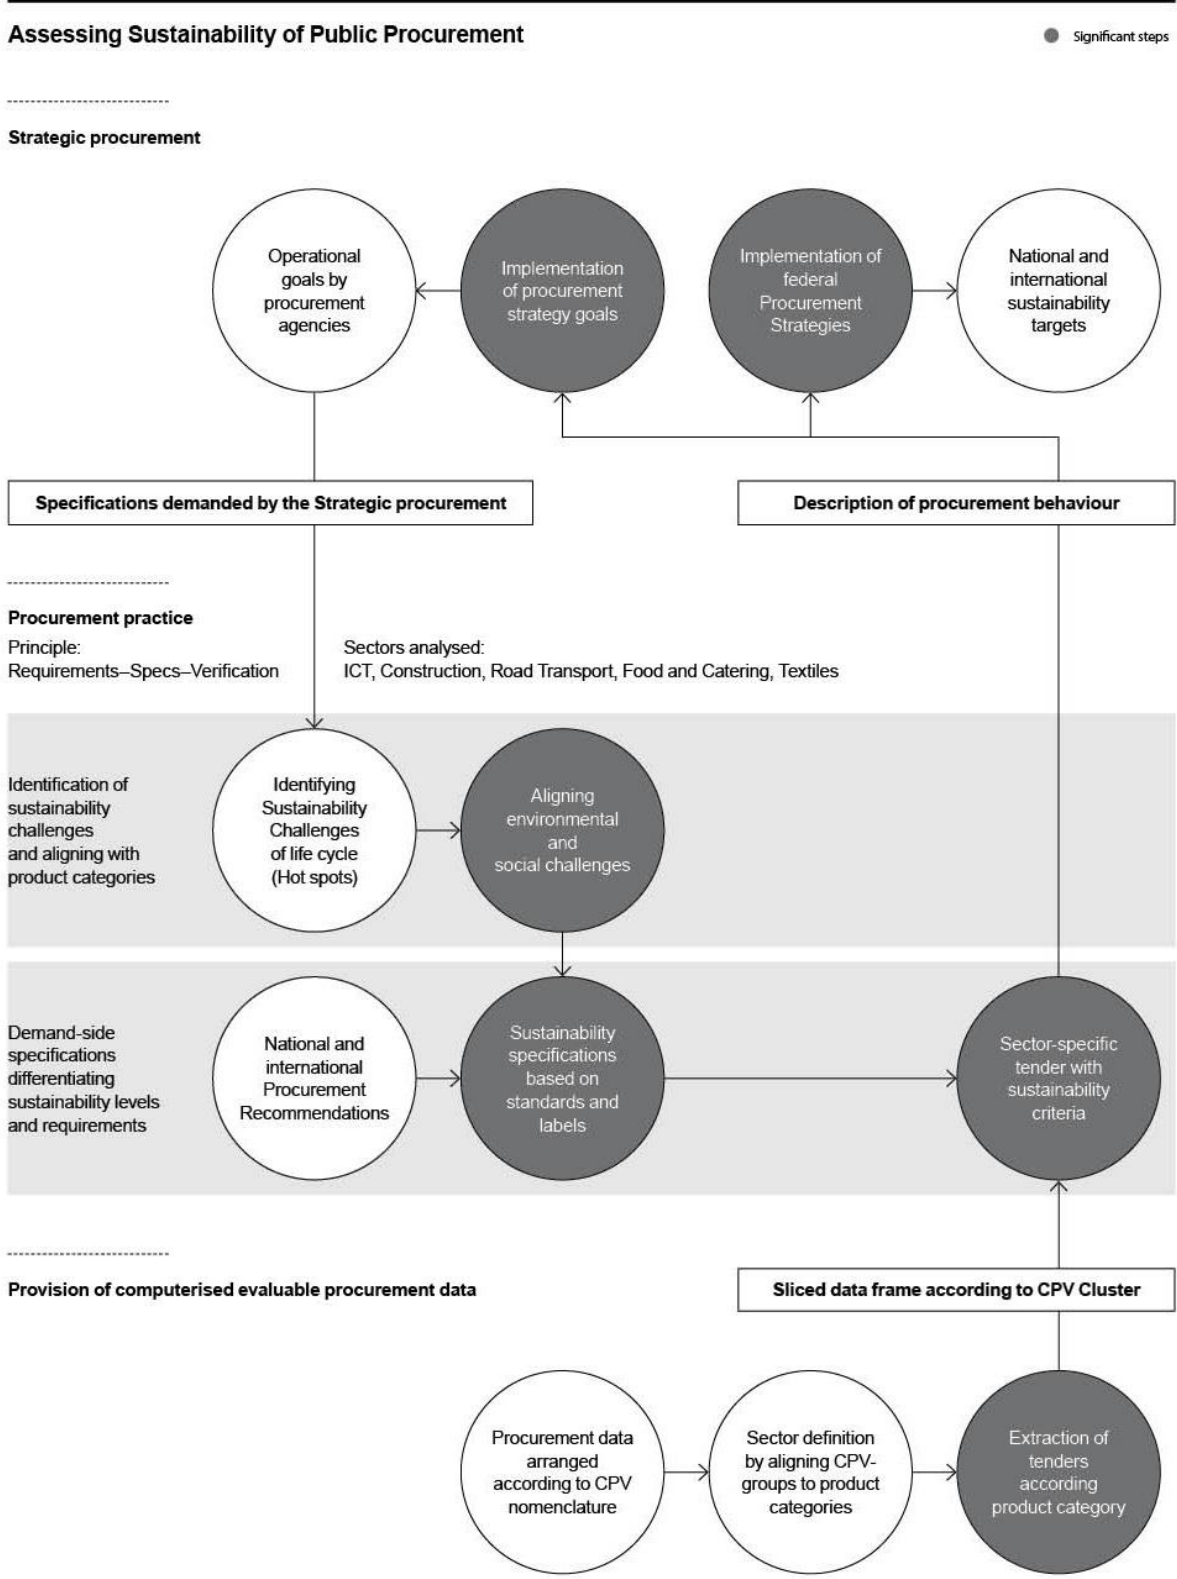 Assessing Sustainability of Public Procurement
Significant steps
Strategic procurement
Operational
goals by
procurement
agencies
Implementation
of procurement
strategy goals
Implementation of
federal
Procurement
Strategies
National and
international
sustainability
targets
Specifications demanded by the Strategic procurement
Description of procurement behaviour
Procurement practice
Principle:
Requirements–Specs–Verification
Sectors analysed:
ICT, Construction, Road Transport, Food and Catering, Textiles
Identification of
sustainability
challenges
and aligning with
product categories
Identifying
Sustainability
Challenges
of life cycle
(Hot spots)
Aligning
environmental
and
social challenges
Demand-side
specifications
differentiating
sustainability levels
and requirements
National and
international
Procurement
Recommendations
Sustainability
specifications
based on
standards and
labels
Sector-specific
tender with
sustainability
criteria
Provision of computerised evaluable procurement data
Sliced data frame according to CPV Cluster
Procurement data
arranged
according to CPV
nomenclature
Sector definition
by aligning CPV-
groups to product
categories
Extraction of
tenders
according
product category